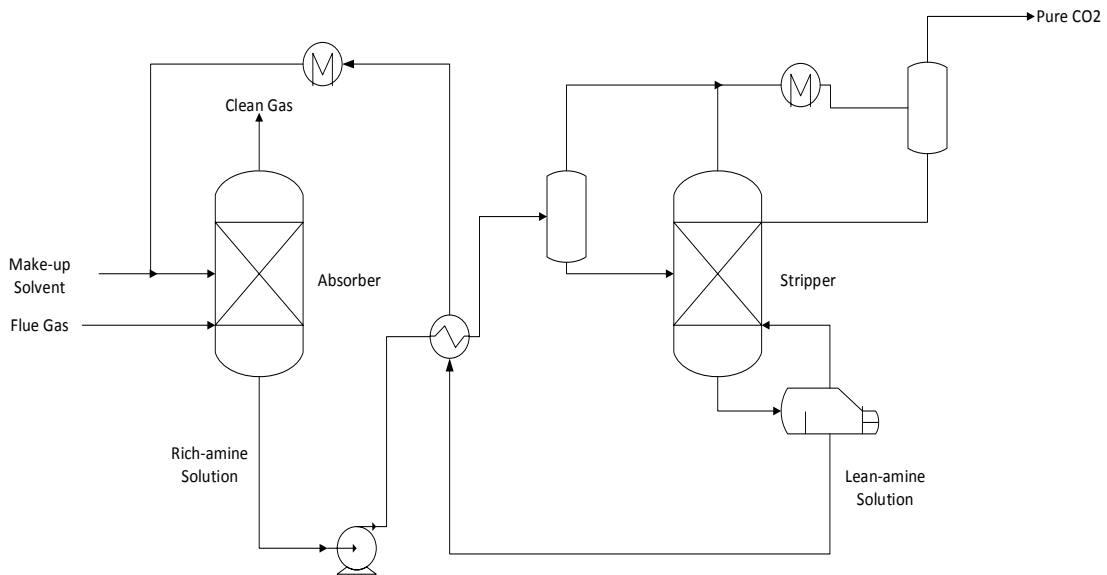 Pure CO2
Clean Gas
Make-up
Solvent
Absorber
Stripper
Flue Gas
Rich-amine
Solution
Lean-amine
Solution